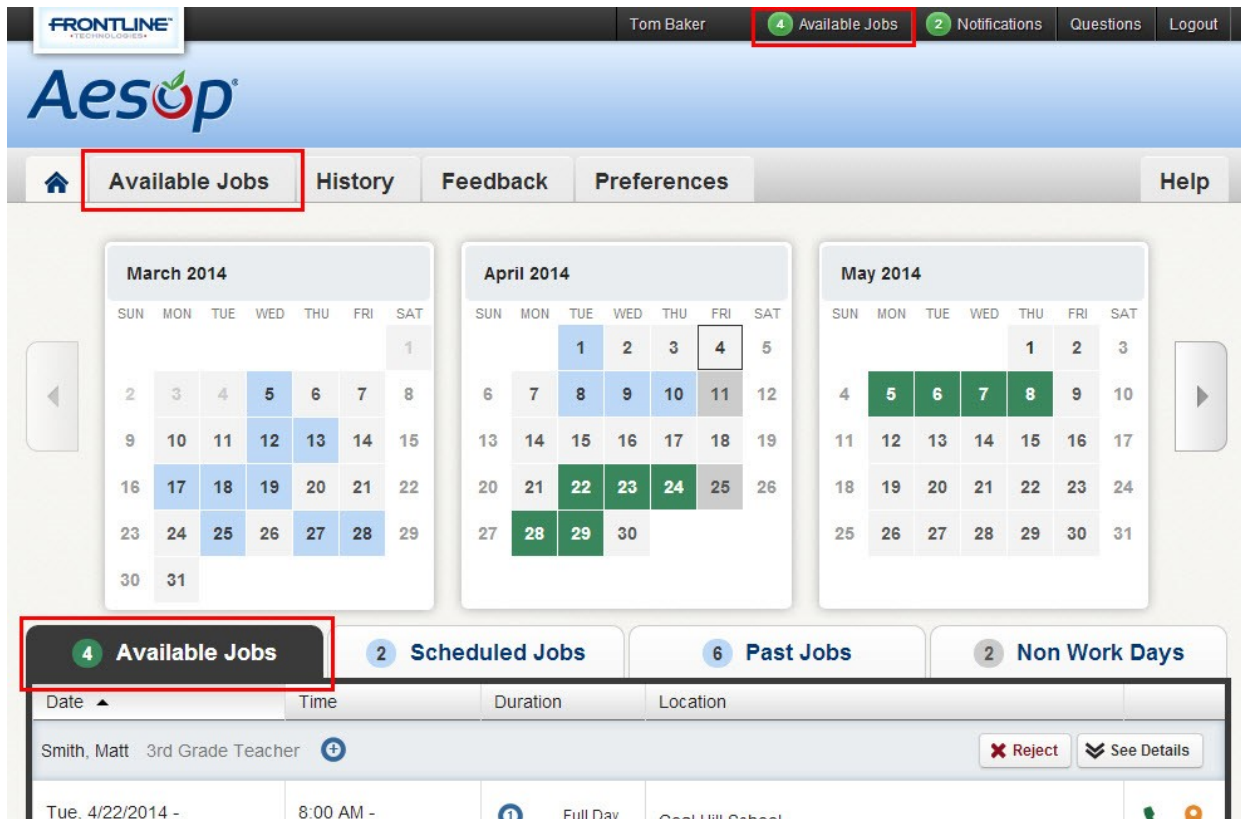 FRONTLINE
TECHNOLOGIES
Tom Baker 4 Available Jobs 2 Notifications Questions Logout
Aesop
Available Jobs History Feedback Preferences Help
March 2014 April 2014 May 2014
SUN MON TUE WED THU FRI SAT SUN MON TUE WED THU FRI SAT SUN MON TUE WED THU FRI SAT
1 1 2 3 4 5 1 2 3
2 3 4 5 6 7 8 6 7 8 9 10 11 12 4 5 6 7 8 9 10
9 10 11 12 13 14 15 13 14 15 16 17 18 19 11 12 13 14 15 16 17
16 17 18 19 20 21 22 20 21 22 23 24 25 26 18 19 20 21 22 23 24
23 24 25 26 27 28 29 27 28 29 30 25 26 27 28 29 30 31
30 31
4 Available Jobs 2 Scheduled Jobs 6 Past Jobs 2 Non Work Days
Date Time Duration Location
Smith, Matt 3rd Grade Teacher Reject See Details
Tue, 4/22/2014 - 8:00 AM - 1 Full Day Coal Hill School